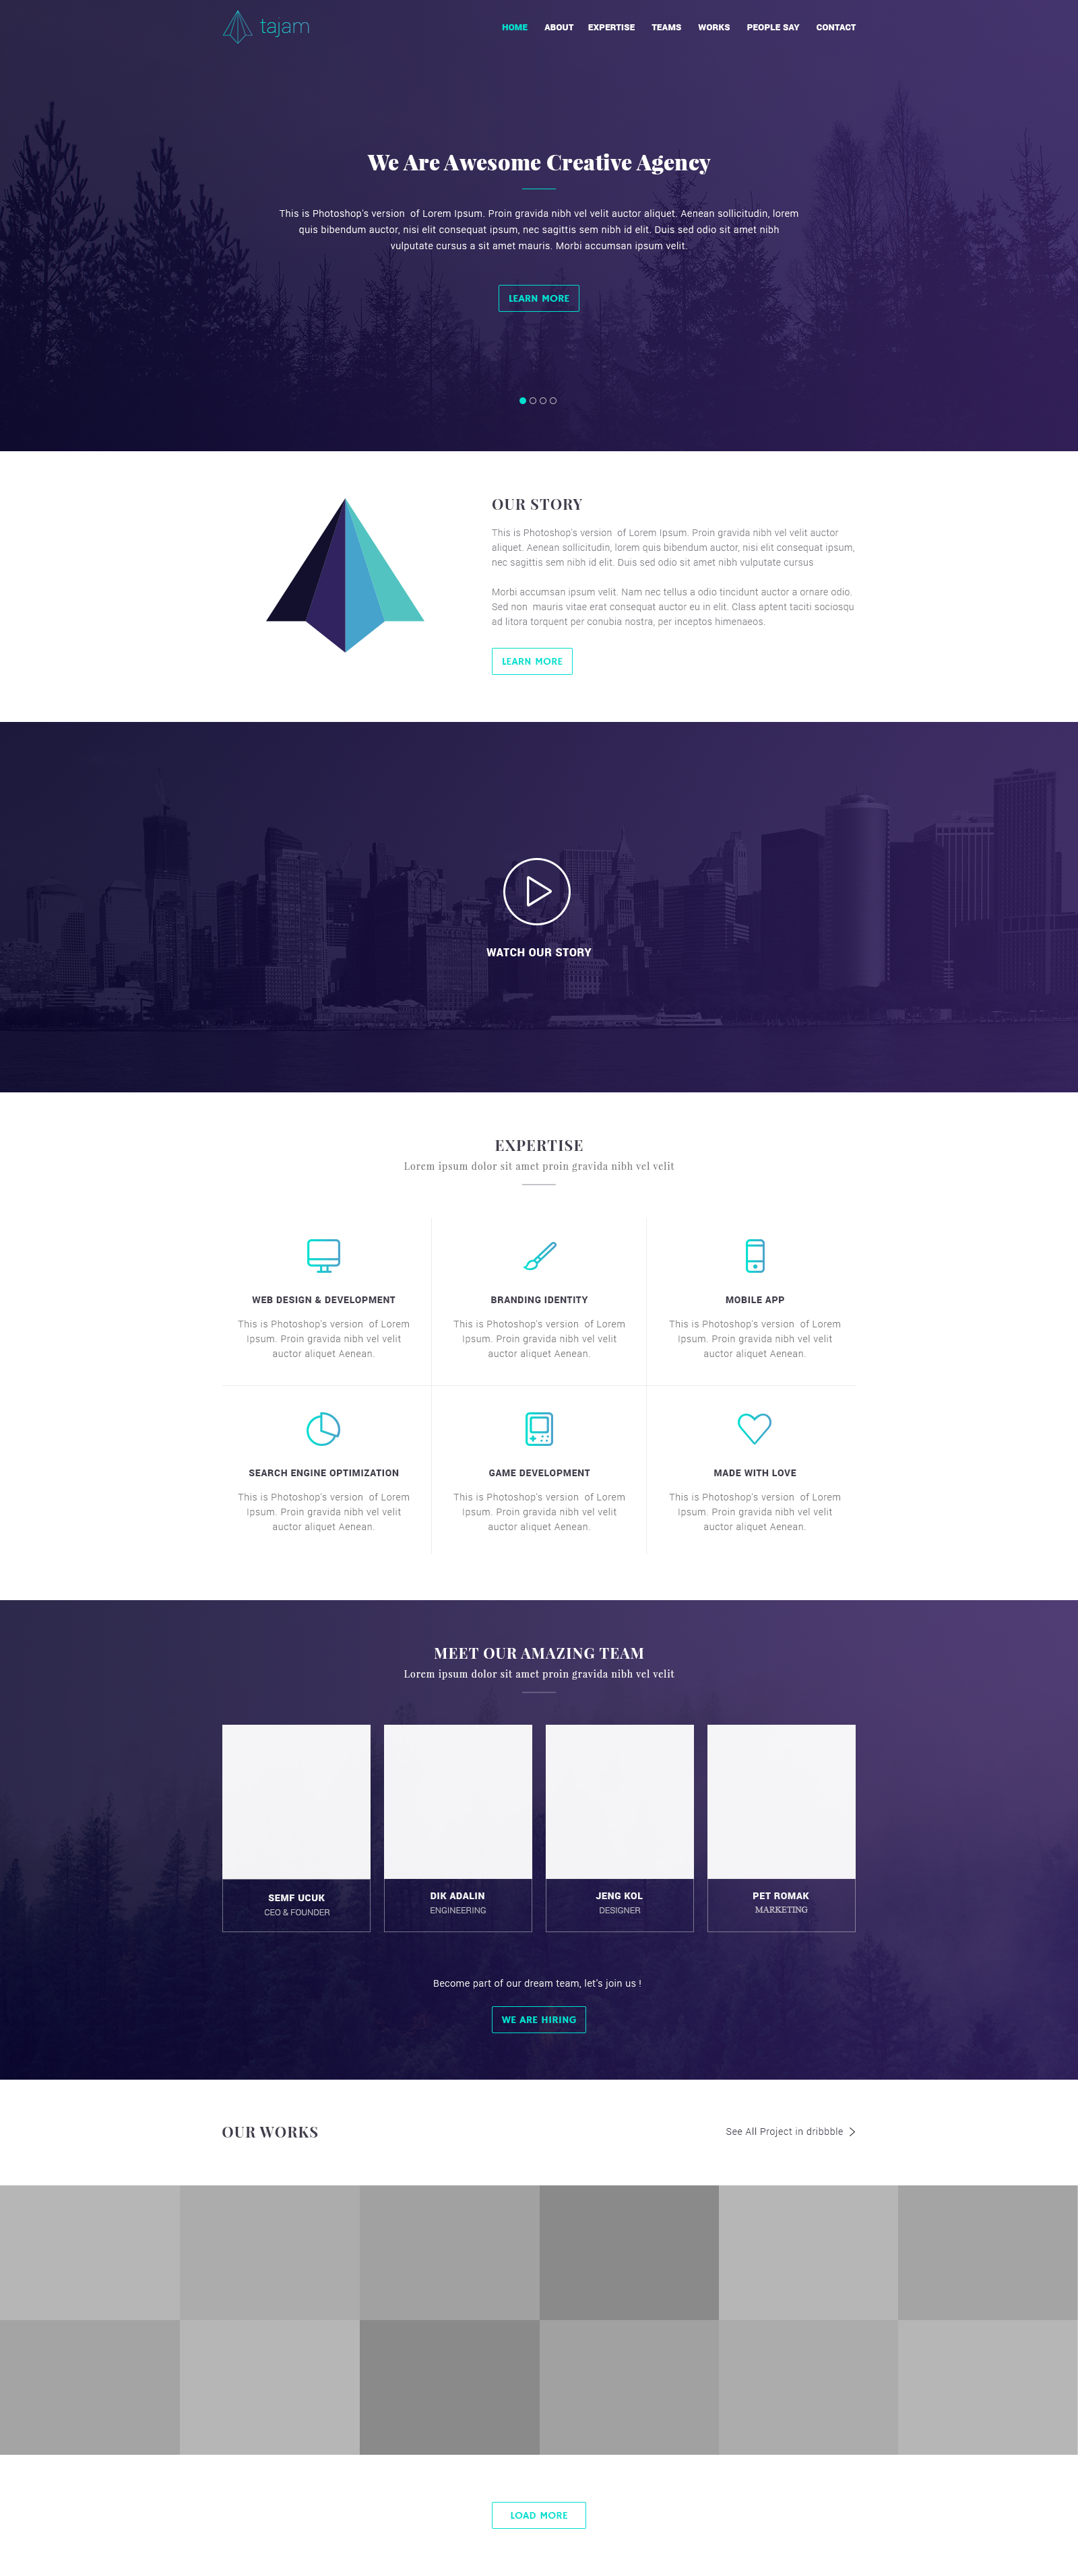 tajam
HOME ABOUT EXPERTISE TEAMS WORKS PEOPLE SAY CONTACT
We Are Awesome Creative Agency
This is Photoshop's version of Lorem Ipsum. Proin gravida nibh vel velit auctor aliquet. Aenean sollicitudin, lorem
quis bibendum auctor, nisi elit consequat ipsum, nec sagittis sem nibh id elit. Duis sed odio sit amet nibh
vulputate cursus a sit amet mauris. Morbi accumsan ipsum velit.
LEARN MORE
OUR STORY
This is Photoshop's version of Lorem Ipsum. Proin gravida nibh vel velit auctor
aliquet. Aenean sollicitudin, lorem quis bibendum auctor, nisi elit consequat ipsum,
nec sagittis sem nibh id elit. Duis sed odio sit amet nibh vulputate cursus
Morbi accumsan ipsum velit. Nam nec tellus a odio tincidunt auctor a ornare odio.
Sed non mauris vitae erat consequat auctor eu in elit. Class aptent taciti sociosqu
ad litora torquent per conubia nostra, per inceptos himenaeos.
LEARN MORE
WATCH OUR STORY
EXPERTISE
Lorem ipsum dolor sit amet proin gravida nibh vel velit
WEB DESIGN & DEVELOPMENT
This is Photoshop's version of Lorem
Ipsum. Proin gravida nibh vel velit
auctor aliquet Aenean.
BRANDING IDENTITY
This is Photoshop's version of Lorem
Ipsum. Proin gravida nibh vel velit
auctor aliquet Aenean.
MOBILE APP
This is Photoshop's version of Lorem
Ipsum. Proin gravida nibh vel velit
auctor aliquet Aenean.
SEARCH ENGINE OPTIMIZATION
This is Photoshop's version of Lorem
Ipsum. Proin gravida nibh vel velit
auctor aliquet Aenean.
GAME DEVELOPMENT
This is Photoshop's version of Lorem
Ipsum. Proin gravida nibh vel velit
auctor aliquet Aenean.
MADE WITH LOVE
This is Photoshop's version of Lorem
Ipsum. Proin gravida nibh vel velit
auctor aliquet Aenean.
MEET OUR AMAZING TEAM
Lorem ipsum dolor sit amet proin gravida nibh vel velit
SEMF UCUK
CEO & FOUNDER
DIK ADALIN
ENGINEERING
JENG KOL
DESIGNER
PET ROMAK
MARKETING
Become part of our dream team, let's join us !
WE ARE HIRING
OUR WORKS
See All Project in dribbble
LOAD MORE